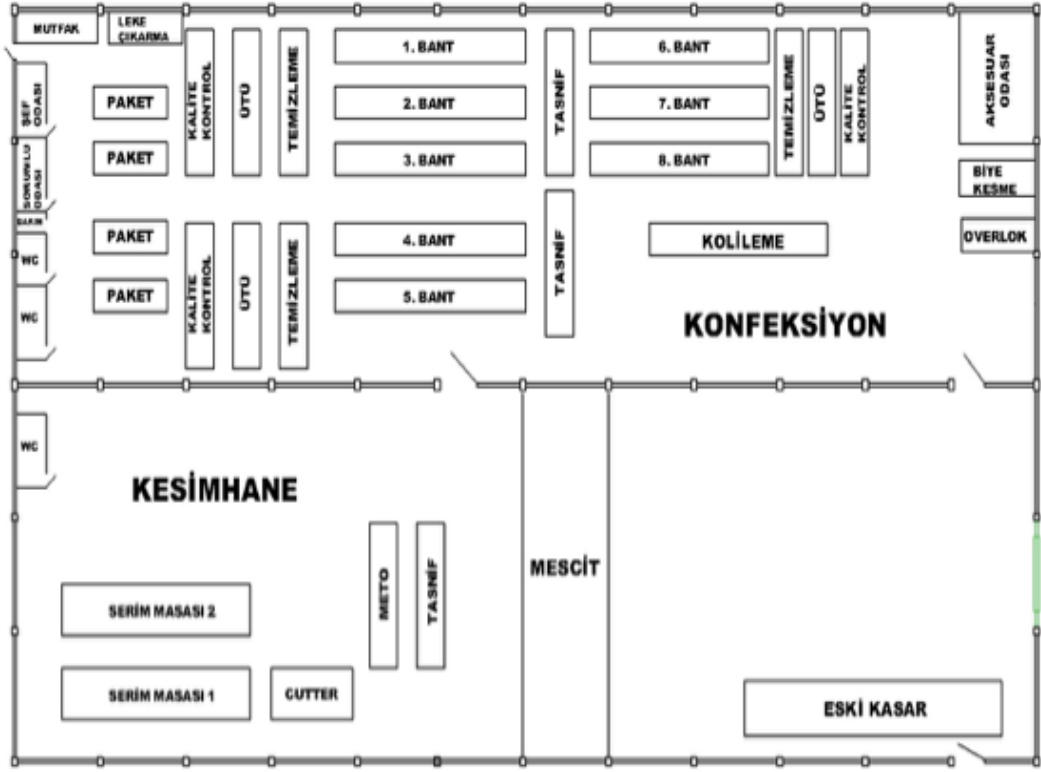 MUTFAK
LEKE
ÇIKARMA
ŞEF
ODASI
SORUNLU
ODASI
WC
WC
PAKET
PAKET
PAKET
PAKET
KALİTE
KONTROL
ÜTÜ
TEMİZLEME
KALİTE
KONTROL
ÜTÜ
TEMİZLEME
1. BANT
2. BANT
3. BANT
4. BANT
5. BANT
TASNİF
TASNİF
6. BANT
7. BANT
8. BANT
TEMİZLEME
ÜTÜ
KALİTE
KONTROL
KOLİLEME
AKSESUAR
ODASI
BİYE
KESME
OVERLOK
KONFEKSİYON
WC
KESİMHANE
METO
TASNİF
SERİM MASASI 2
SERİM MASASI 1
CUTTER
MESCİT
ESKİ KASAR